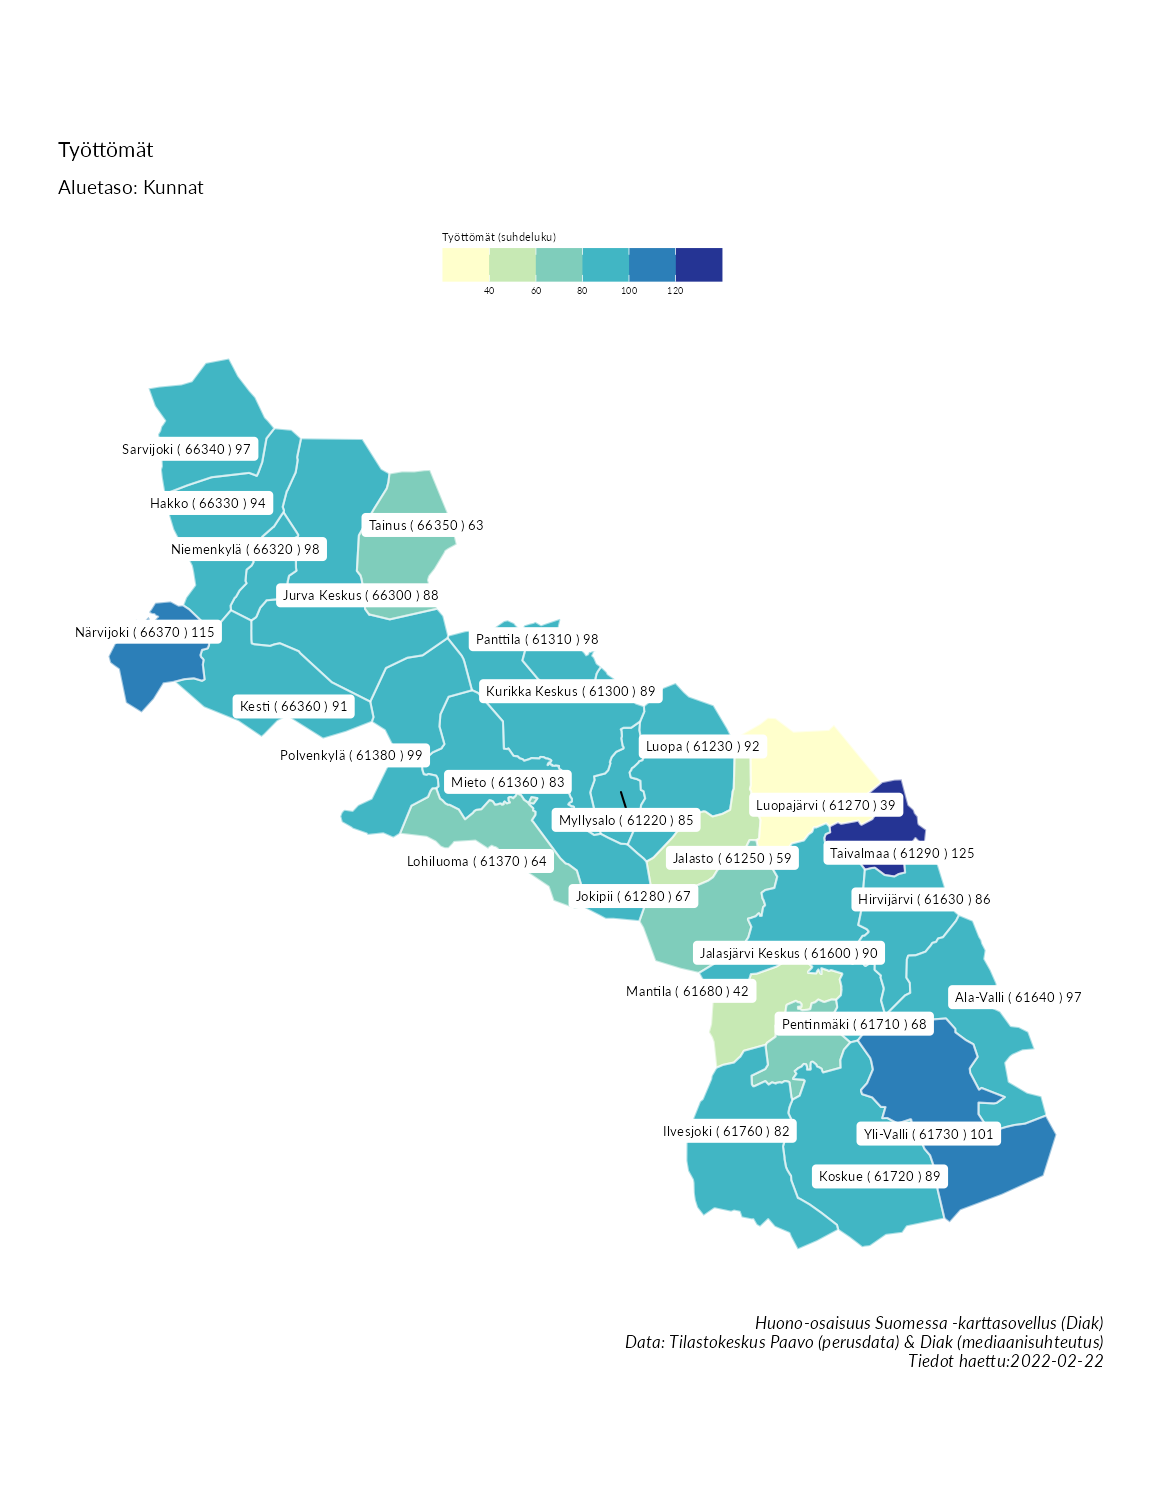 Työttömät
Aluetaso: Kunnat
Työttömät (suhdeluku)
40 60 80 100 120
Sarvijoki ( 66340 ) 97
Hakko ( 66330 ) 94
Tainus ( 66350 ) 63
Niemenkylä ( 66320 ) 98
Jurva Keskus ( 66300 ) 88
Närvijoki ( 66370 ) 115
Panttila ( 61310 ) 98
Kurikka Keskus ( 61300 ) 89
Kesti ( 66360 ) 91
Luopa ( 61230 ) 92
Polvenkylä ( 61380 ) 99
Mieto ( 61360 ) 83
Luopajärvi ( 61270 ) 39
Myllysalo ( 61220 ) 85
Taivalmaa ( 61290 ) 125
Jalasto ( 61250 ) 59
Lohiluoma ( 61370 ) 64
Jokipii ( 61280 ) 67
Hirvijärvi ( 61630 ) 86
Jalasjärvi Keskus ( 61600 ) 90
Mantila ( 61680 ) 42
Ala-Valli ( 61640 ) 97
Pentinmäki ( 61710 ) 68
Ilvesjoki ( 61760 ) 82
Yli-Valli ( 61730 ) 101
Koskue ( 61720 ) 89
Huono-osaisuus Suomessa -karttasovellus (Diak)
Data: Tilastokeskus Paavo (perusdata) & Diak (mediaanisuhteutus)
Tiedot haettu:2022-02-22